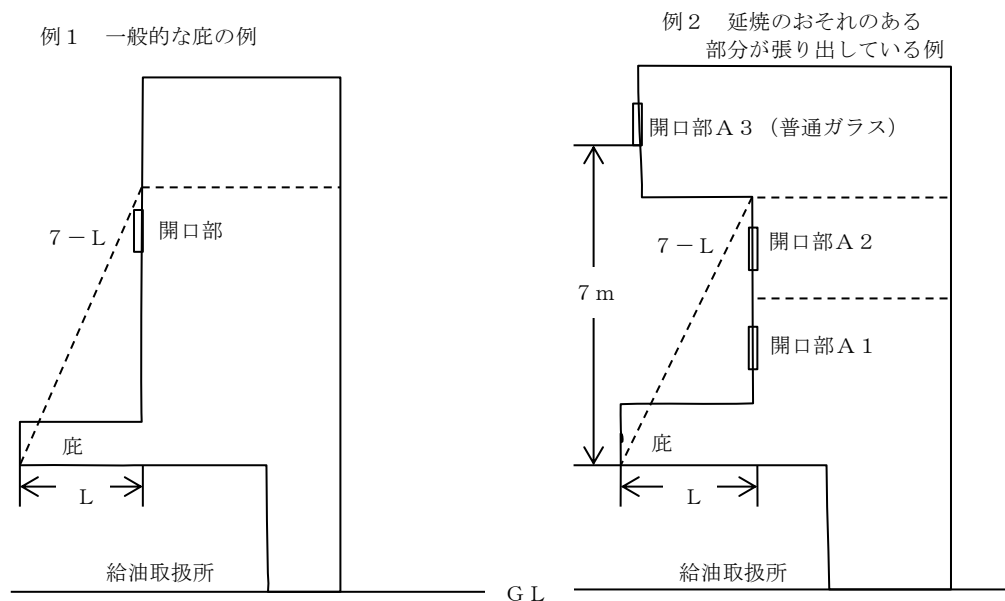 例１　一般的な庇の例
７－Ｌ
開口部
庇
Ｌ
給油取扱所
ＧＬ
例２　延焼のおそれのある
部分が張り出している例
開口部Ａ３（普通ガラス）
７－Ｌ
開口部Ａ２
７ｍ
開口部Ａ１
庇
Ｌ
給油取扱所